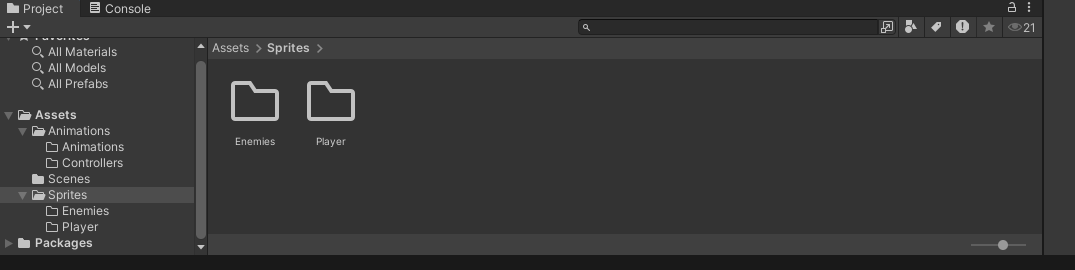 Project
Console
21
Favorites
All Materials
All Models
All Prefabs
Assets
Animations
Animations
Controllers
Scenes
Sprites
Enemies
Player
Packages
Assets > Sprites >
Enemies
Player